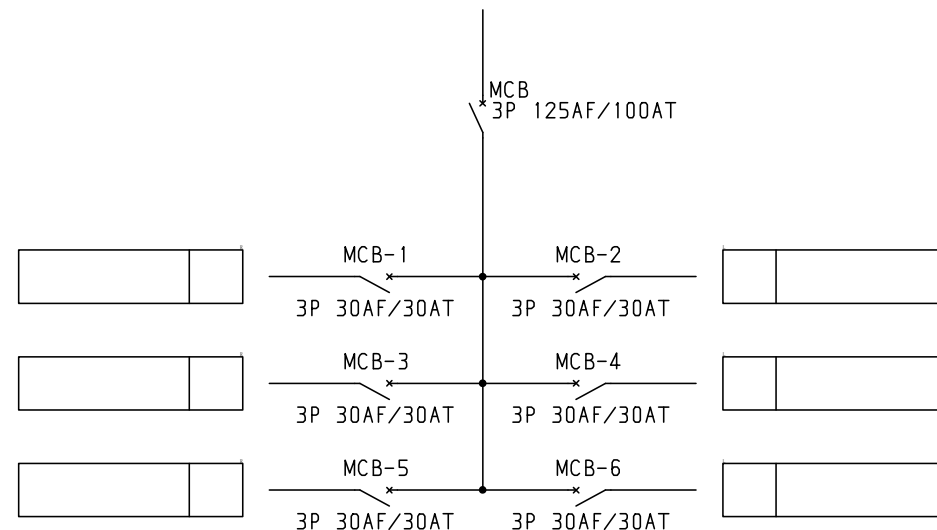 MCB
3P 125AF/100AT
MCB-1
MCB-2
3P 30AF/30AT
3P 30AF/30AT
MCB-3
MCB-4
3P 30AF/30AT
3P 30AF/30AT
MCB-5
MCB-6
3P 30AF/30AT
3P 30AF/30AT